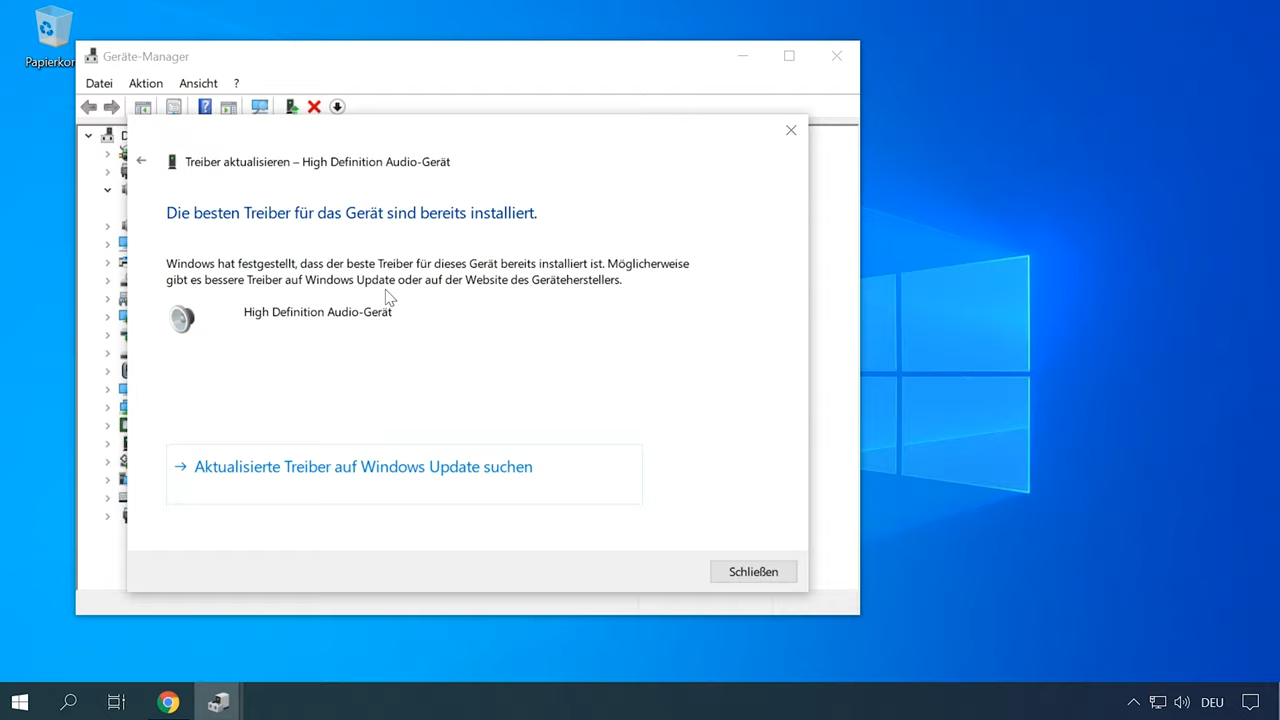 Papierkor
Geräte-Manager
Datei Aktion Ansicht ?
D
Treiber aktualisieren – High Definition Audio-Gerät
Die besten Treiber für das Gerät sind bereits installiert.
Windows hat festgestellt, dass der beste Treiber für dieses Gerät bereits installiert ist. Möglicherweise
gibt es bessere Treiber auf Windows Update oder auf der Website des Geräteherstellers.
High Definition Audio-Gerät
Aktualisierte Treiber auf Windows Update suchen
Schließen
DEU